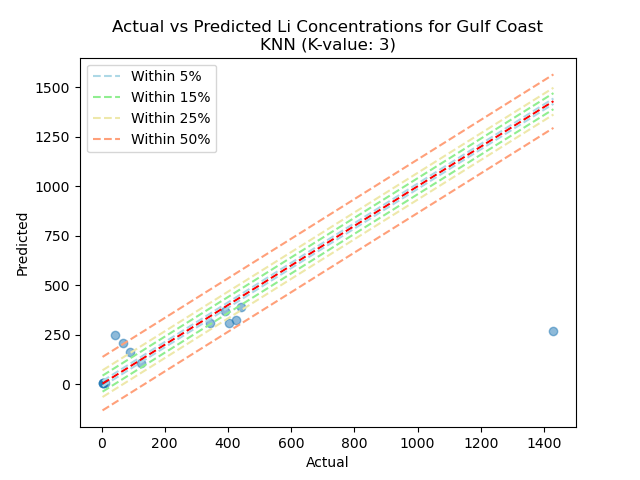 Actual vs Predicted Li Concentrations for Gulf Coast
KNN (K-value: 3)
Within 5%
Within 15%
Within 25%
Within 50%
1500
1250
1000
750
500
250
0
Predicted
0 200 400 600 800 1000 1200 1400
Actual